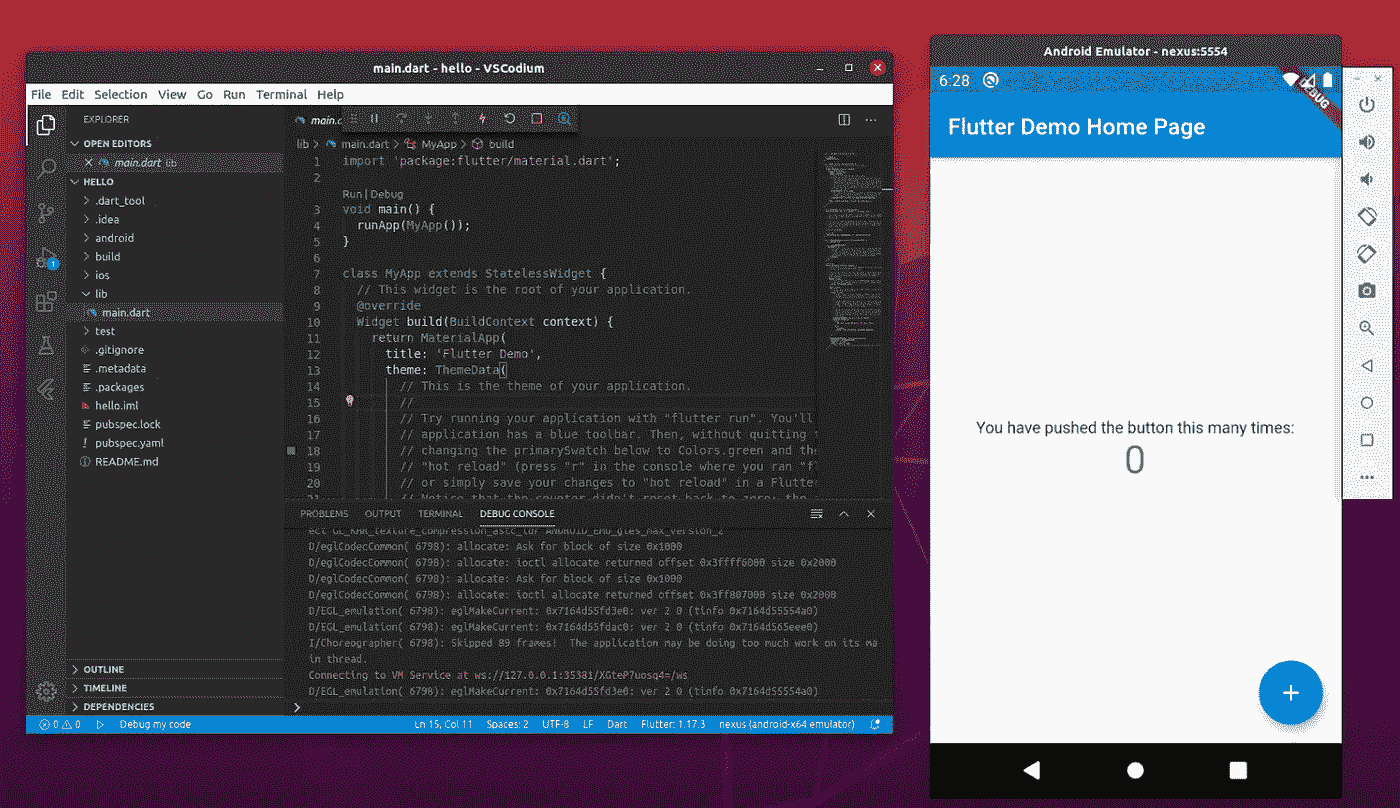 main.dart - hello - VSCodium
File Edit Selection View Go Run Terminal Help
EXPLORER
OPEN EDITORS
main.dart lib
HELLO
.dart_tool
.idea
android
build
ios
lib
main.dart
test
.gitignore
.metadata
.packages
hello.iml
pubspec.lock
pubspec.yaml
README.md
OUTLINE
TIMELINE
DEPENDENCIES
1
main.c
lib > main.dart > MyApp > build
1 import 'package:flutter/material.dart';
2
Run | Debug
3 void main() {
4 runApp(MyApp());
5 }
6
7 class MyApp extends StatelessWidget {
8 // This widget is the root of your application.
9 @override
10 Widget build(BuildContext context) {
11 return MaterialApp(
12 title: 'Flutter Demo',
13 theme: ThemeData(
14 // This is the theme of your application.
15 //
16 // Try running your application with "flutter run". You'll
17 // application has a blue toolbar. Then, without quitting
18 // changing the primarySwatch below to Colors.green and the
19 // "hot reload" (press "r" in the console where you ran "f
20 // or simply save your changes to "hot reload" in a Flutte
21 // Notice that the counter didn't reset back to zero; the
PROBLEMS OUTPUT TERMINAL DEBUG CONSOLE
ect GL_KHR_texture_compression_astc_ldr ANDROID_EMU_gles_max_version_2
D/eglCodecCommon( 6798): allocate: Ask for block of size 0x1000
D/eglCodecCommon( 6798): allocate: ioctl allocate returned offset 0x3ffff6000 size 0x2000
D/eglCodecCommon( 6798): allocate: Ask for block of size 0x1000
D/eglCodecCommon( 6798): allocate: ioctl allocate returned offset 0x3ff807000 size 0x2000
D/EGL_emulation( 6798): eglMakeCurrent: 0x7164d55fd3e0: ver 2 0 (tinfo 0x7164d55554a0)
D/EGL_emulation( 6798): eglMakeCurrent: 0x7164d55fdac0: ver 2 0 (tinfo 0x7164d565eee0)
I/Choreographer( 6798): Skipped 89 frames! The application may be doing too much work on its ma
in thread.
Connecting to VM Service at ws://127.0.0.1:35381/XGteP7uosq4=/ws
D/EGL_emulation( 6798): eglMakeCurrent: 0x7164d55fd3e0: ver 2 0 (tinfo 0x7164d55554a0)
0 0 Debug my code Ln 15, Col 11 Spaces: 2 UTF-8 LF Dart Flutter: 1.17.3 nexus (android-x64 emulator)
Android Emulator - nexus:5554
6:28
DEBUG
Flutter Demo Home Page
You have pushed the button this many times:
0